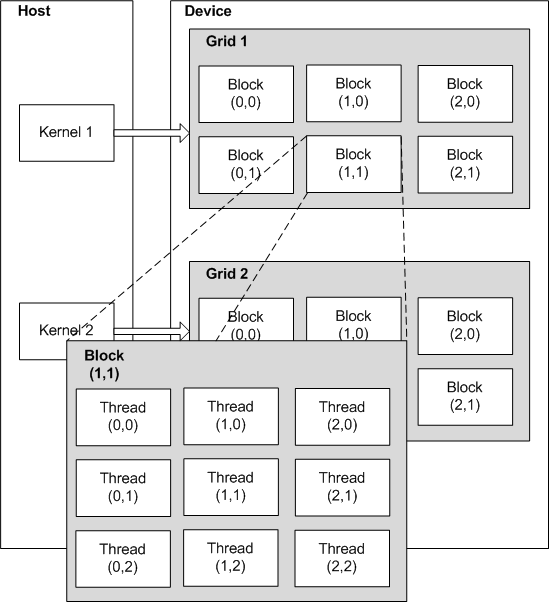 Host
Device
Grid 1
Block
(0,0)
Block
(1,0)
Block
(2,0)
Kernel 1
Block
(0,1)
Block
(1,1)
Block
(2,1)
Grid 2
Kernel 2
Block
(0,0)
Block
(1,0)
Block
(2,0)
Block
(2,1)
Block
(1,1)
Thread
(0,0)
Thread
(1,0)
Thread
(2,0)
Thread
(0,1)
Thread
(1,1)
Thread
(2,1)
Thread
(0,2)
Thread
(1,2)
Thread
(2,2)